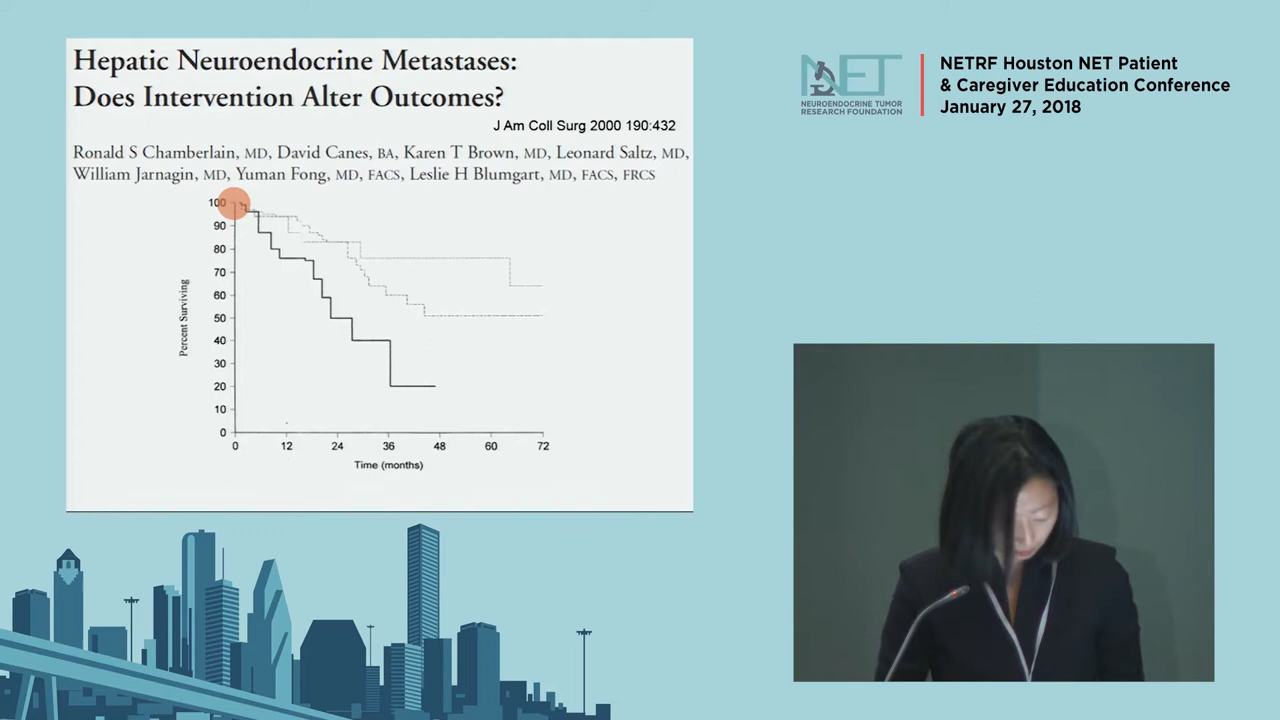 Hepatic Neuroendocrine Metastases:
Does Intervention Alter Outcomes?
J Am Coll Surg 2000 190:432
Ronald S Chamberlain, MD, David Canes, BA, Karen T Brown, MD, Leonard Saltz, MD,
William Jarnagin, MD, Yuman Fong, MD, FACS, Leslie H Blumgart, MD, FACS, FRCS
100
90
80
70
60
50
40
30
20
10
0
Percent Surviving
0 12 24 36 48 60 72
Time (months)
NET
NEUROENDOCRINE TUMOR
RESEARCH FOUNDATION
NETRF Houston NET Patient
& Caregiver Education Conference
January 27, 2018